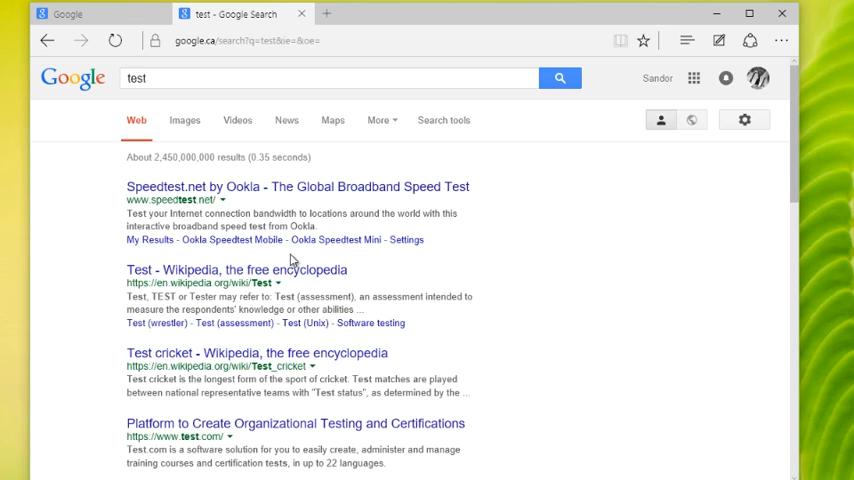 Google
test - Google Search
google.ca/search?q=test&ie=&oe=
Google
test
Sandor
Web Images Videos News Maps More Search tools
About 2,450,000,000 results (0.35 seconds)
Speedtest.net by Ookla - The Global Broadband Speed Test
www.speedtest.net/
Test your Internet connection bandwidth to locations around the world with this
interactive broadband speed test from Ookla.
My Results - Ookla Speedtest Mobile - Ookla Speedtest Mini - Settings
Test - Wikipedia, the free encyclopedia
https://en.wikipedia.org/wiki/Test
Test, TEST or Tester may refer to: Test (assessment), an assessment intended to
measure the respondents' knowledge or other abilities ...
Test (wrestler) - Test (assessment) - Test (Unix) - Software testing
Test cricket - Wikipedia, the free encyclopedia
https://en.wikipedia.org/wiki/Test_cricket
Test cricket is the longest form of the sport of cricket. Test matches are played
between national representative teams with "Test status", as determined by the ...
Platform to Create Organizational Testing and Certifications
https://www.test.com/
Test.com is a software solution for you to easily create, administer and manage
training courses and certification tests, in up to 22 languages.